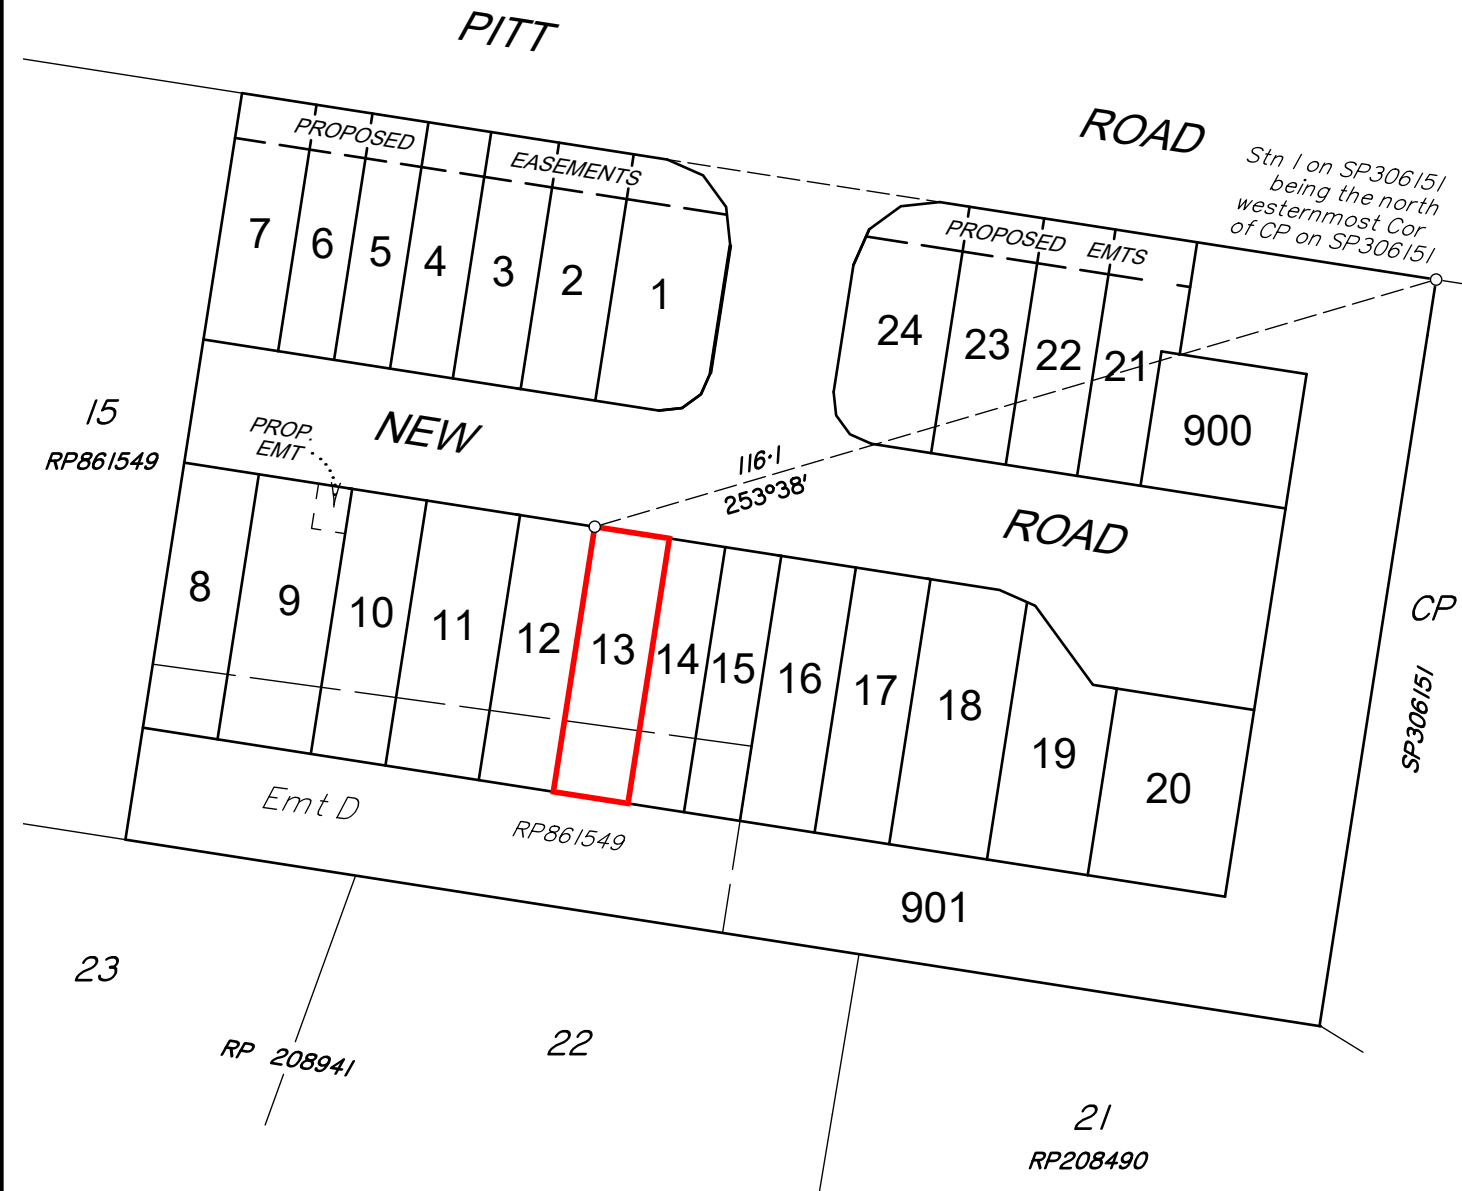 PITT
ROAD
Stn 1 on SP306151
being the north
westernmost Cor
of CP on SP306151
PROPOSED
EASEMENTS
PROPOSED EMTS
7
6
5
4
3
2
1
24
23
22
21
900
15
RP861549
PROP.
EMT
NEW
116·1
253°38'
ROAD
8
9
10
11
12
13
14
15
16
17
18
19
20
CP
SP306151
Emt D
RP861549
901
23
22
RP 208941
21
RP208490